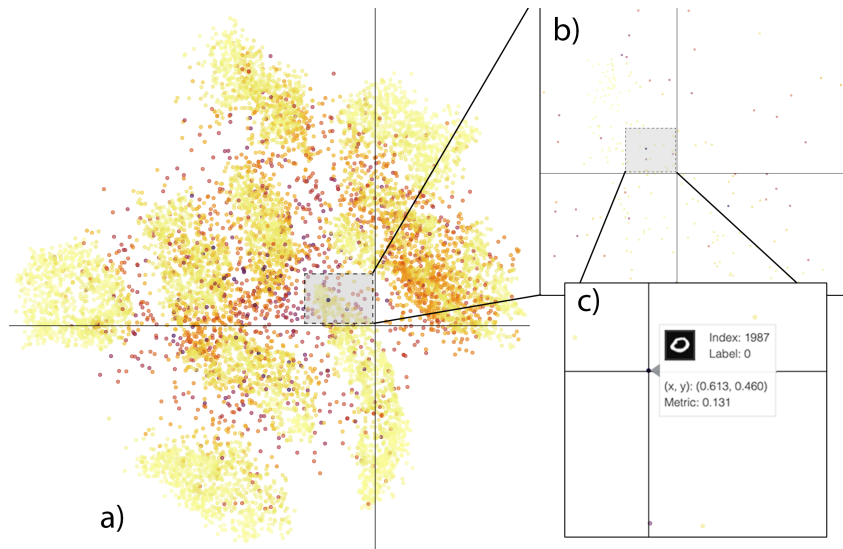 b)
c)
Index: 1987
Label: 0
(x, y): (0.613, 0.460)
Metric: 0.131
a)